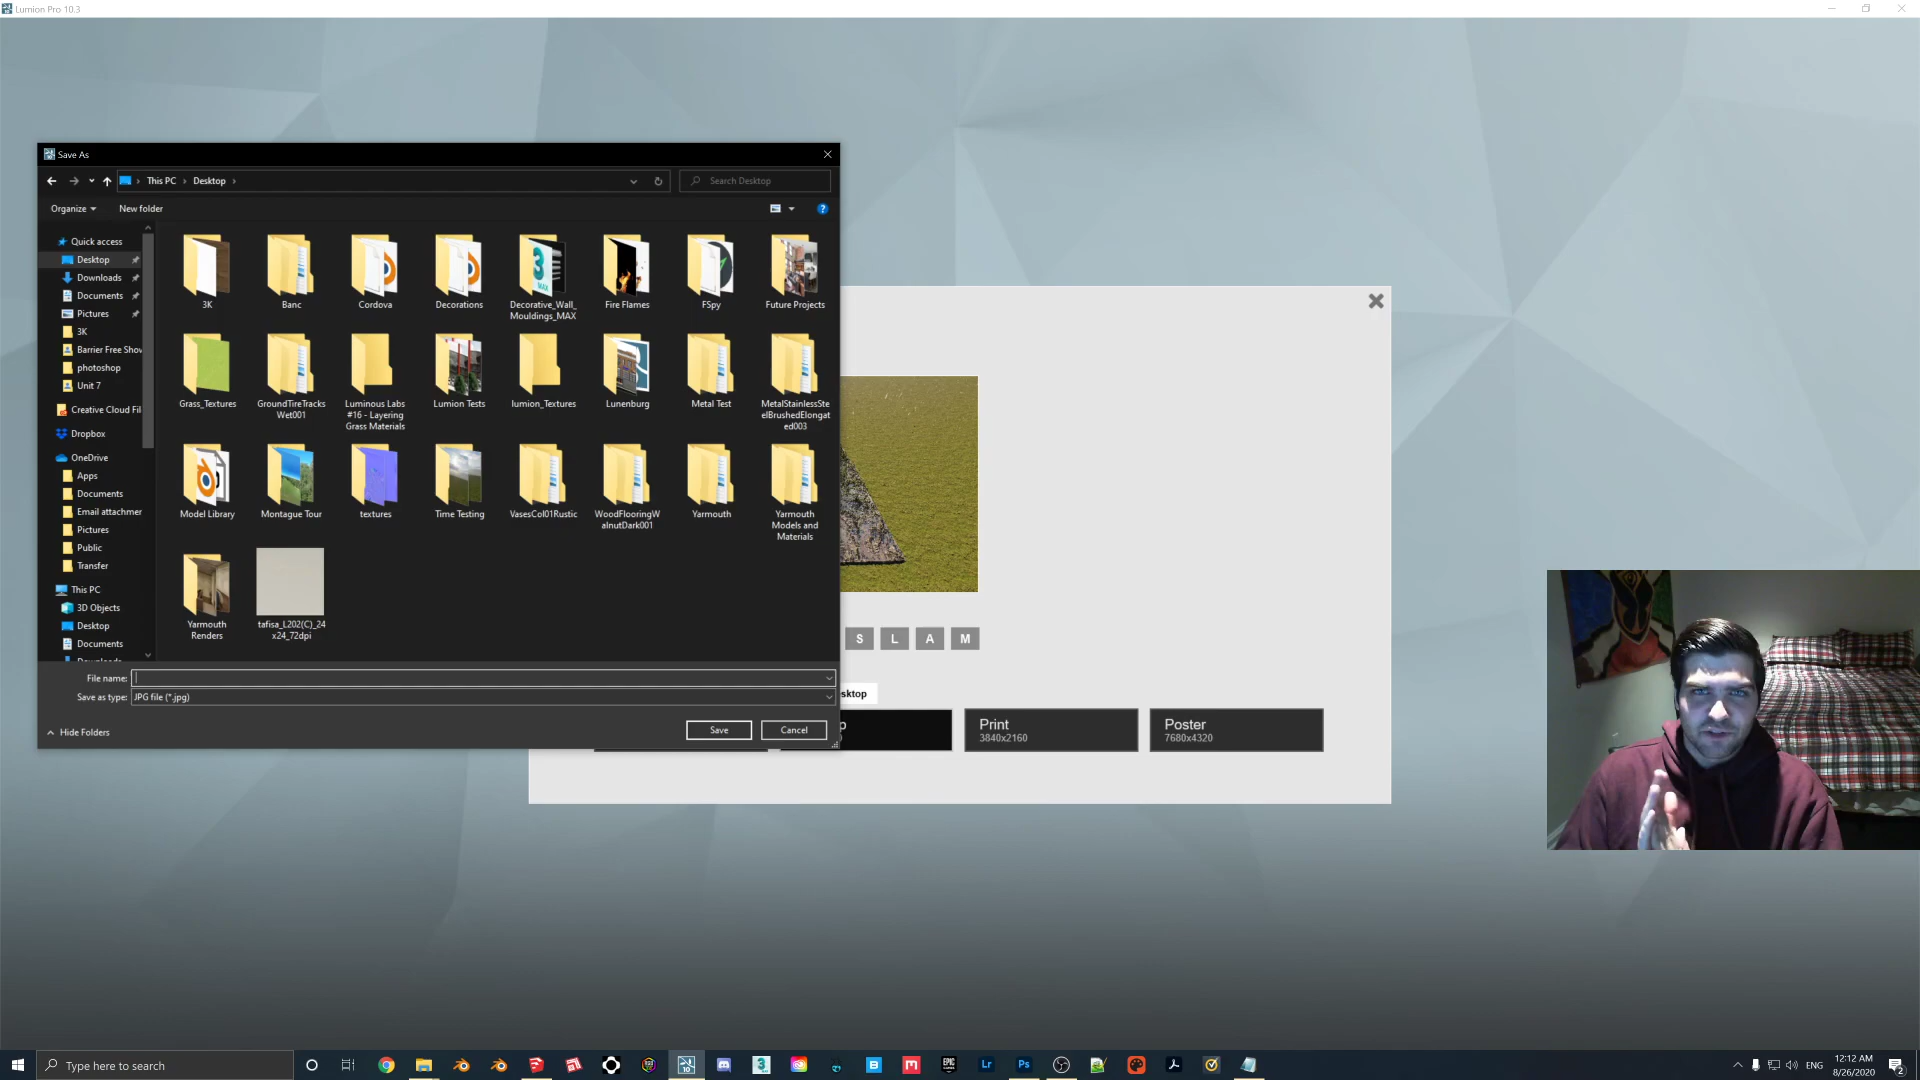 Lumion Pro 10.3
Save As
This PC
Desktop
Search Desktop
Organize
New folder
Quick access
Desktop
Downloads
Documents
Pictures
3K
Barrier Free Shov
photoshop
Unit 7
Creative Cloud Fil
Dropbox
OneDrive
Apps
Documents
Email attachmer
Pictures
Public
Transfer
This PC
3D Objects
Desktop
Documents
3K
Banc
Cordova
Decorations
Decorative_Wall_
Mouldings_MAX
Fire Flames
FSpy
Future Projects
Grass_Textures
GroundTireTracks
Wet001
Luminous Labs
#16 - Layering
Grass Materials
Lumion Tests
lumion_Textures
Lunenburg
Metal Test
MetalStainlessSte
elBrushedElongat
ed003
Model Library
Montague Tour
textures
Time Testing
VasesCol01Rustic
WoodFlooringW
alnutDark001
Yarmouth
Yarmouth
Models and
Materials
Yarmouth
Renders
tafisa_L202(C)_24
x24_72dpi
File name:
Save as type: JPG file (*.jpg)
Hide Folders
Save
Cancel
S L A M
sktop
p
Print
3840x2160
Poster
7680x4320
Type here to search
ENG
12:12 AM
8/26/2020